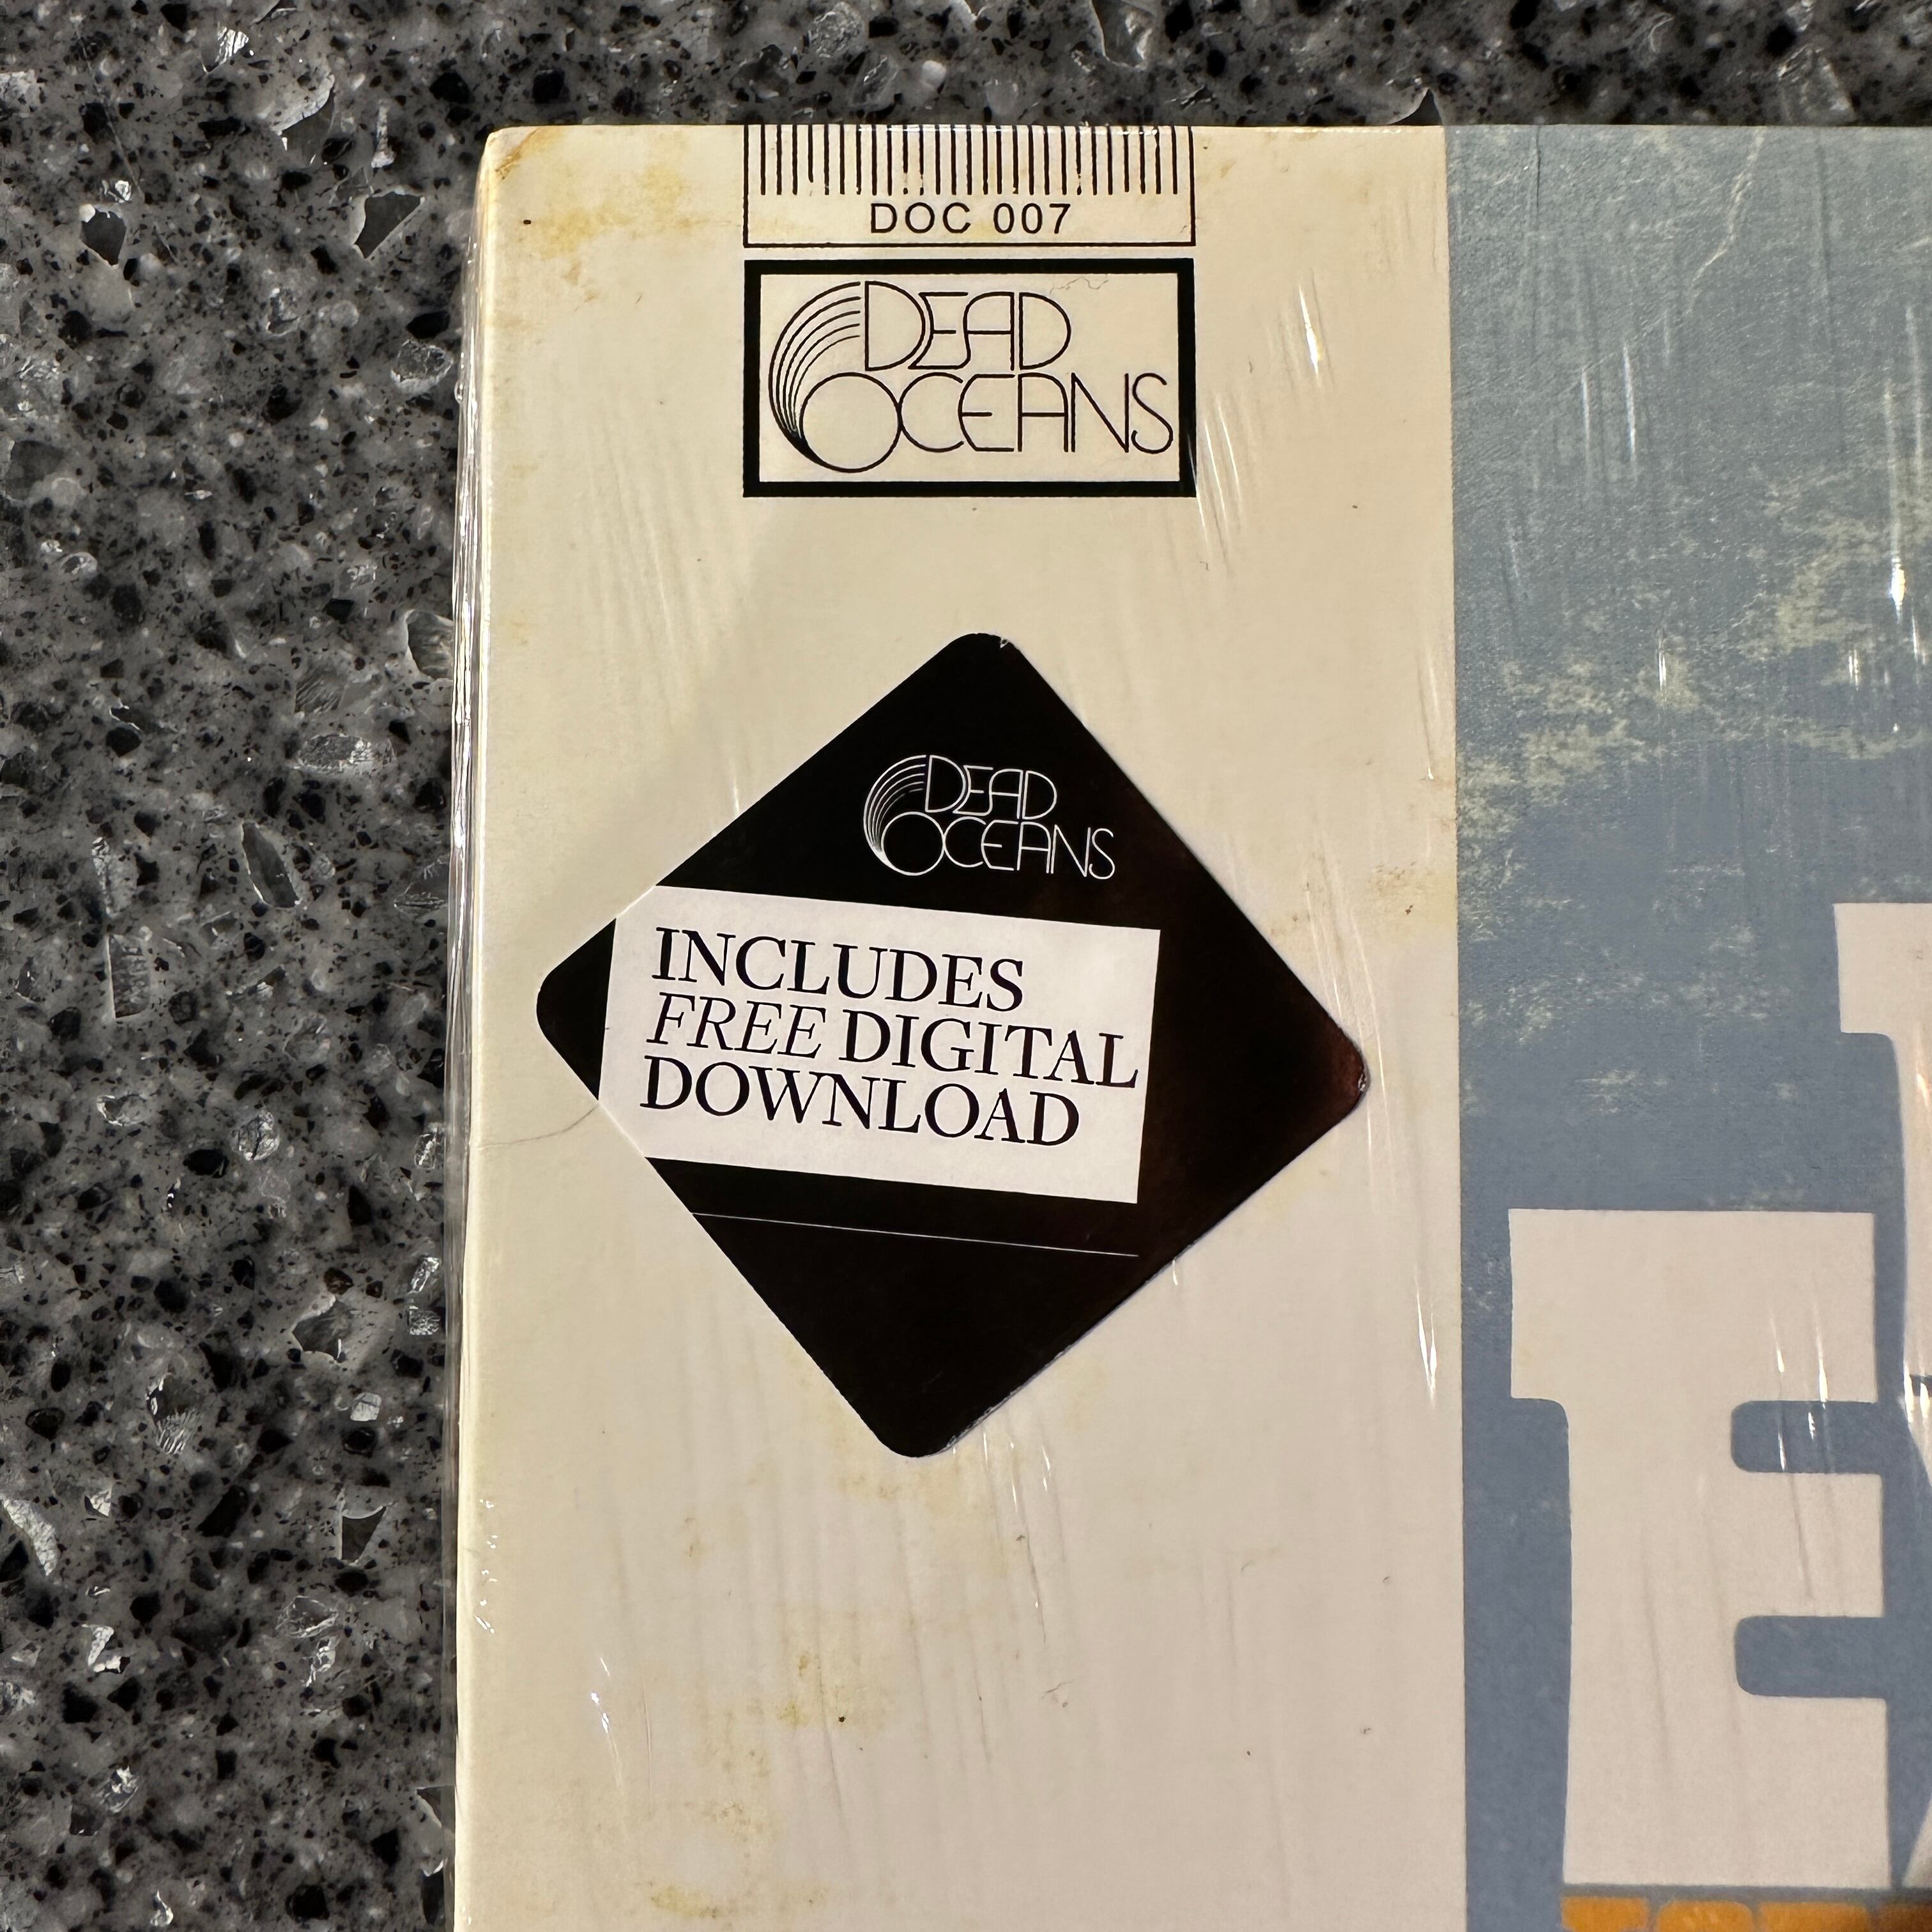 DOC 007
DEAD
OCEANS
DEAD
OCEANS
INCLUDES
FREE DIGITAL
DOWNLOAD
E